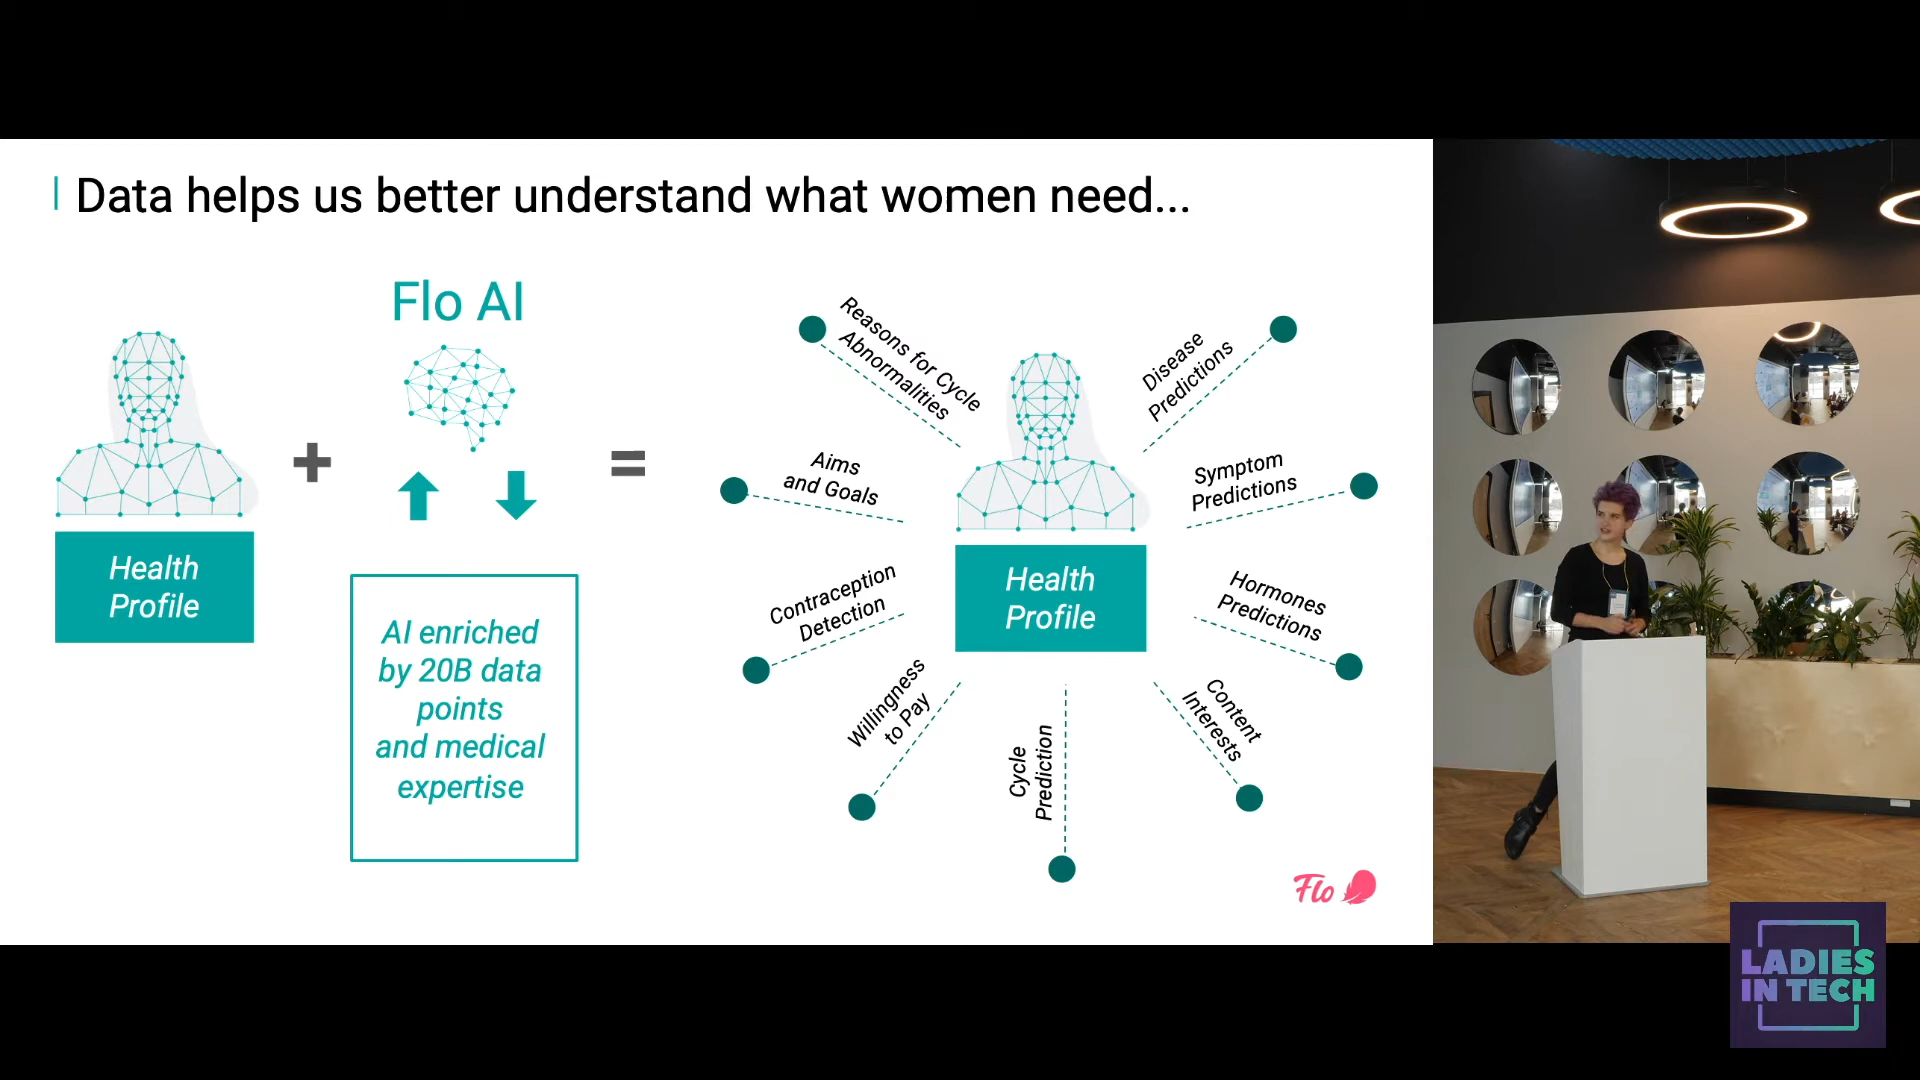 Data helps us better understand what women need...
Flo AI
Health
Profile
+
AI enriched
by 20B data
points
and medical
expertise
=
Reasons for Cycle
Abnormalities
Disease
Predictions
Aims
and Goals
Symptom
Predictions
Contraception
Detection
Health
Profile
Hormones
Predictions
Willingness
to Pay
Cycle
Prediction
Content
Interests
Flo
LADIES
IN TECH